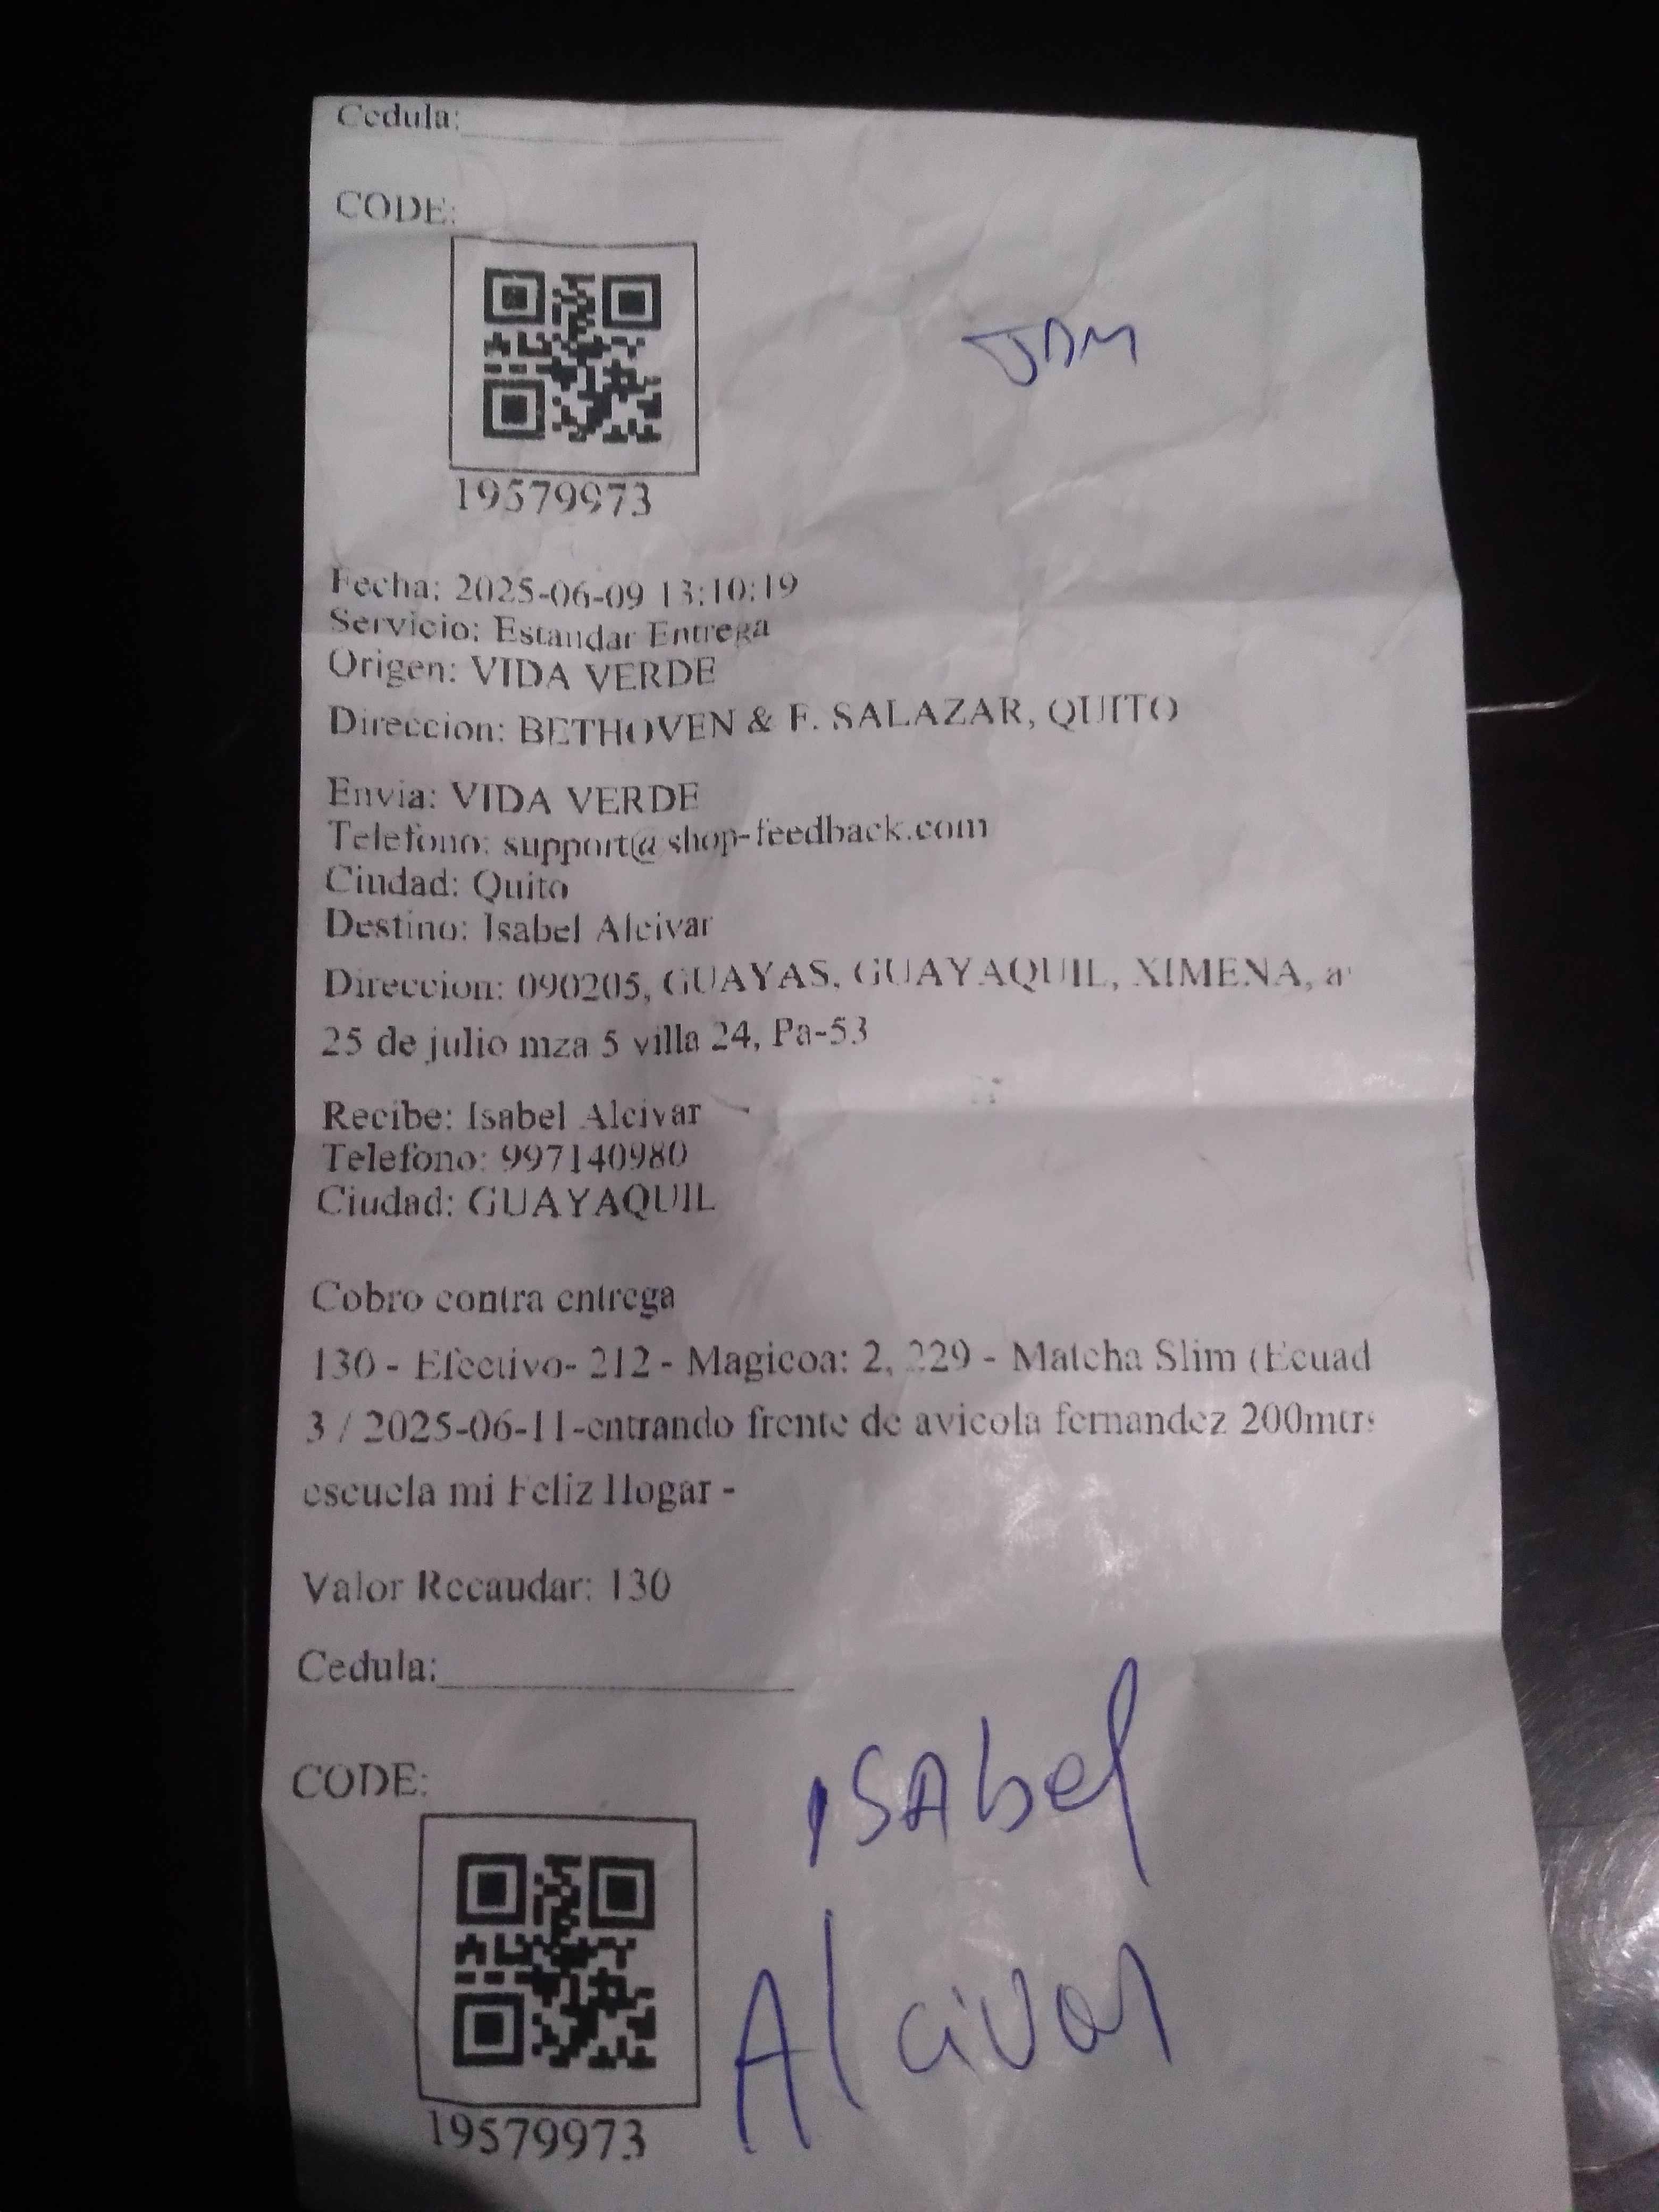 Cedula:
CODE:
JDM
19579973
Fecha: 2025-06-09 13:10:19
Servicio: Estandar Entrega
Origen: VIDA VERDE
Direccion: BETHOVEN & F. SALAZAR, QUITO
Envia: VIDA VERDE
Telefono: support@shop-feedback.com
Ciudad: Quito
Destino: Isabel Alcivar
Direccion: 090205, GUAYAS, GUAYAQUIL, XIMENA,
25 de julio mza 5 villa 24, Pa-53
Recibe: Isabel Alcivar
Telefono: 997140980
Ciudad: GUAYAQUIL
Cobro contra entrega
130 - Efectivo- 212 - Magicoa: 2, 229 - Matcha Slim (Ecuad
3 / 2025-06-11-entrando frente de avicola fernandez 200mtrs
escuela mi Feliz Hogar -
Valor Recaudar: 130
Cedula:
CODE:
ISAbel
Alcivar
19579973